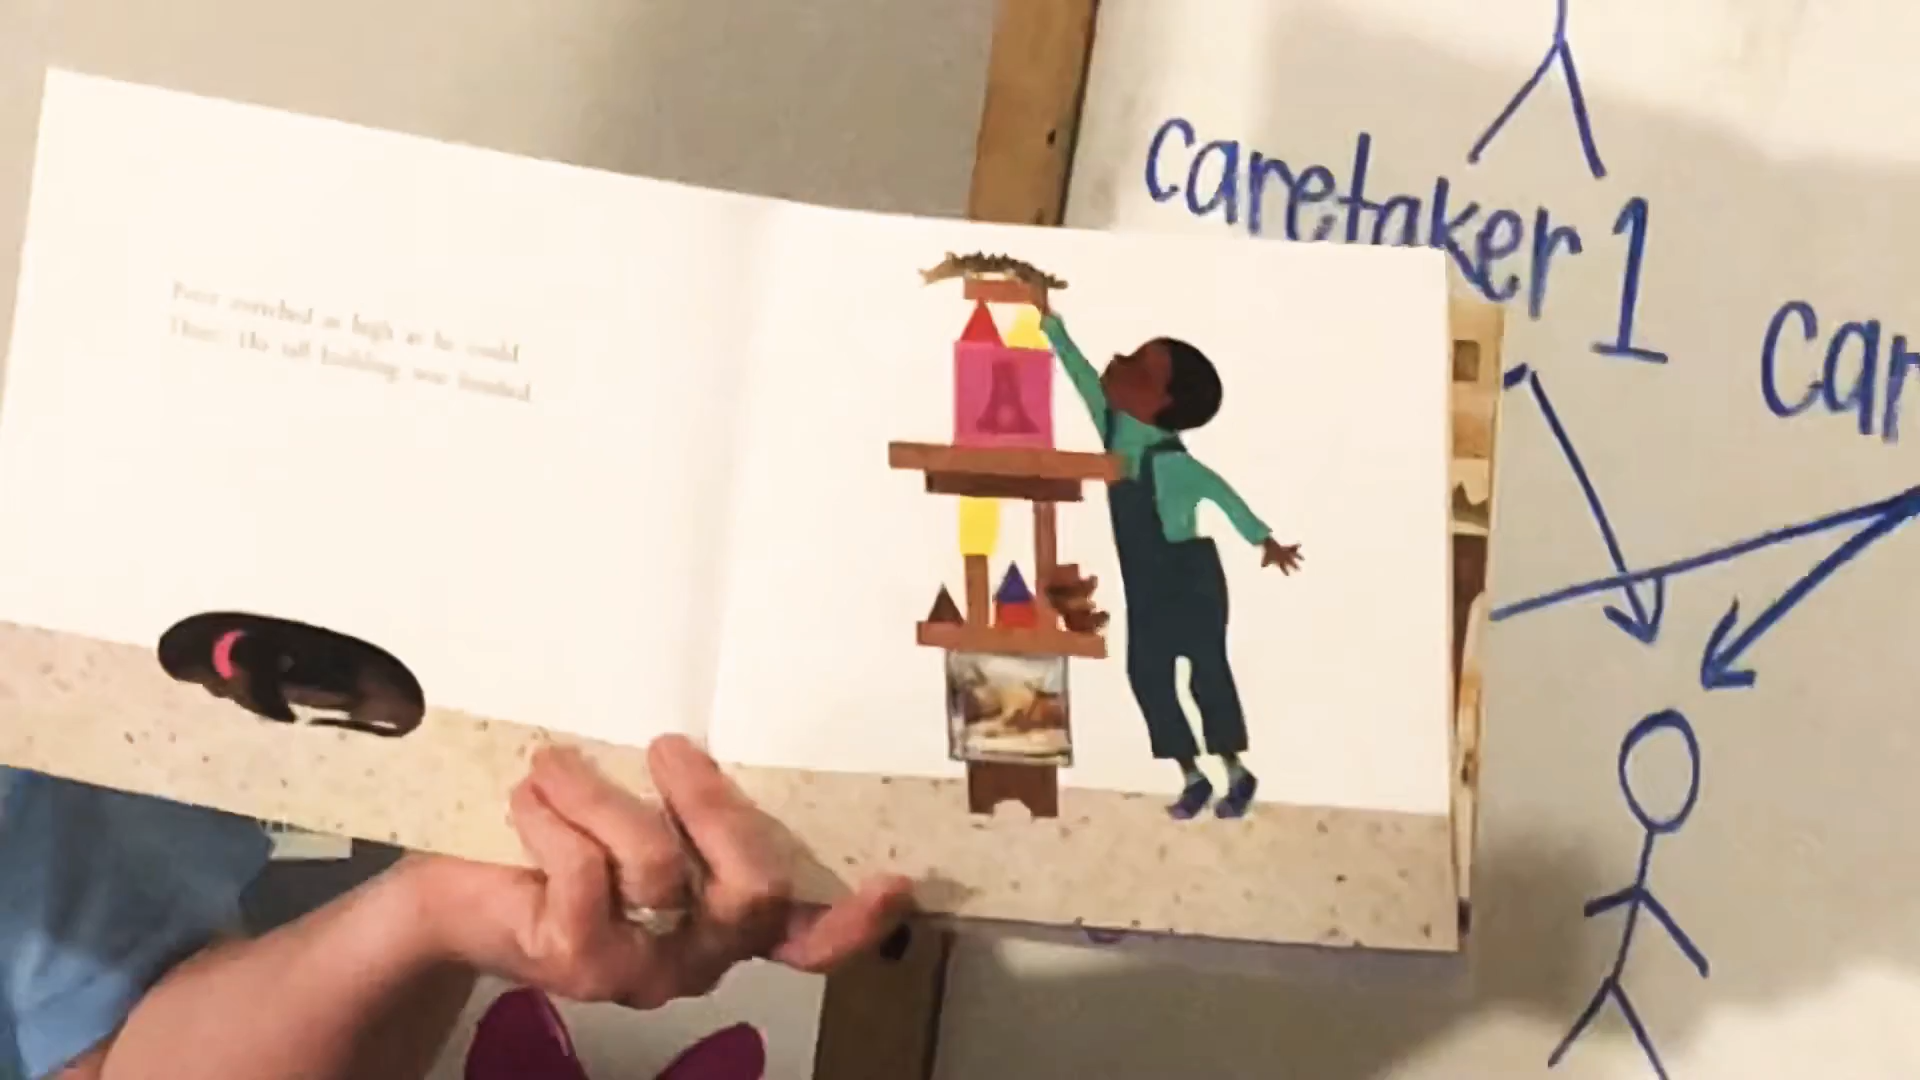 Peter stretched as high as he could.
There! His tall building was finished.
caretaker 1
car